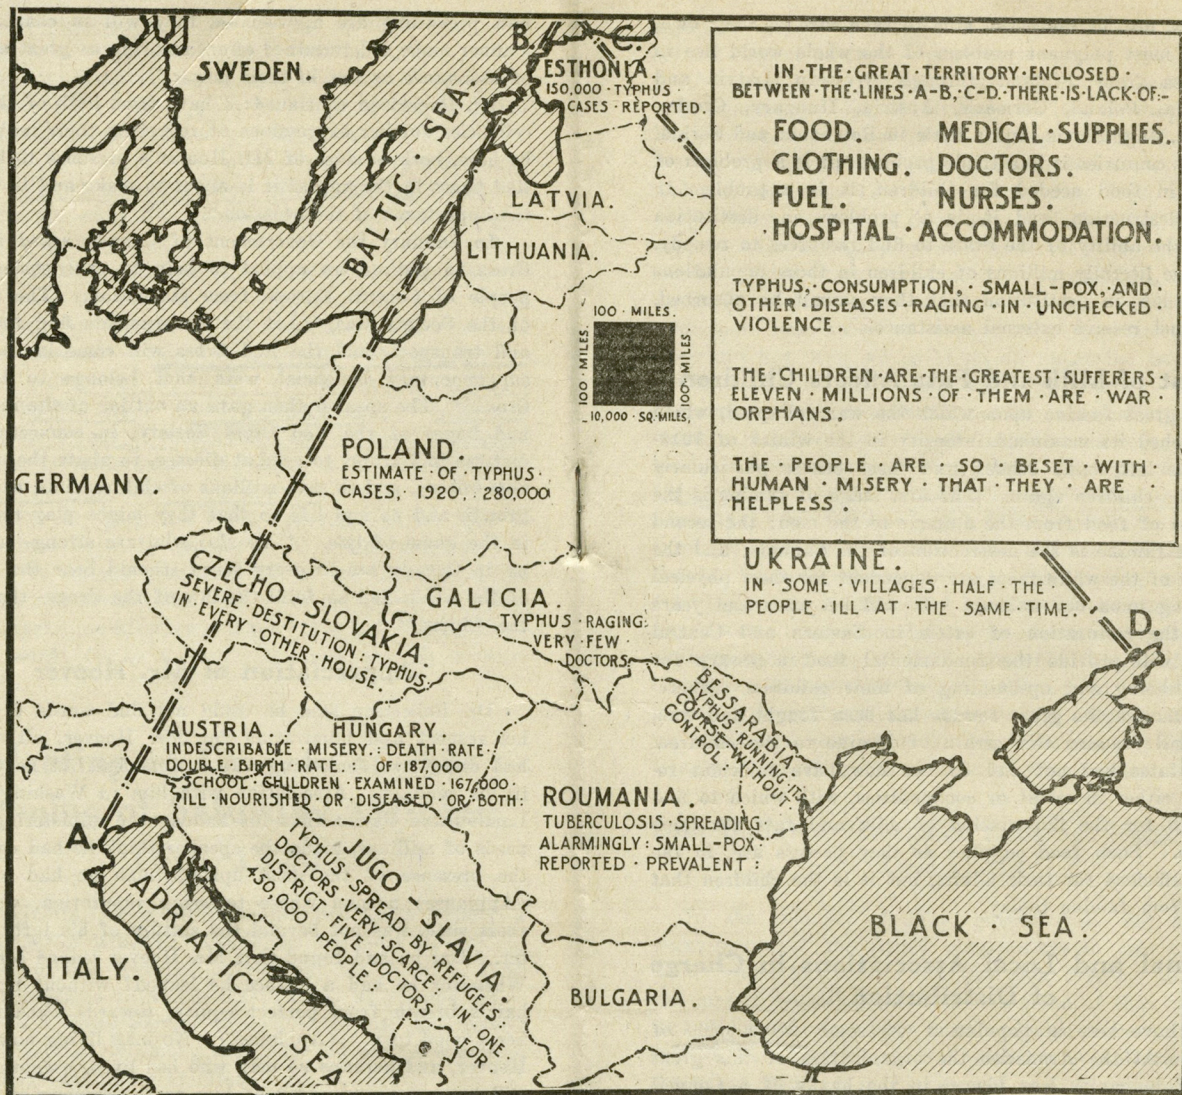 B.
C.
SWEDEN.
ESTHONIA.
150,000 · TYPHUS ·
CASES · REPORTED.
BALTIC · SEA.
LATVIA.
LITHUANIA.
IN · THE · GREAT · TERRITORY · ENCLOSED ·
BETWEEN · THE · LINES · A-B, · C-D. THERE · IS · LACK · OF:-
FOOD. MEDICAL · SUPPLIES.
CLOTHING. DOCTORS.
FUEL. NURSES.
· HOSPITAL · ACCOMMODATION.
TYPHUS, · CONSUMPTION, · SMALL-POX, · AND ·
OTHER · DISEASES · RAGING · IN · UNCHECKED ·
VIOLENCE.
THE · CHILDREN · ARE · THE · GREATEST · SUFFERERS ·
ELEVEN · MILLIONS · OF · THEM · ARE · WAR ·
ORPHANS.
THE · PEOPLE · ARE · SO · BESET · WITH ·
HUMAN · MISERY · THAT · THEY · ARE ·
HELPLESS.
100 · MILES.
100 · MILES.
100 · MILES.
10,000 · SQ. MILES,
POLAND.
ESTIMATE · OF · TYPHUS ·
CASES, · 1920, 280,000
GERMANY.
UKRAINE.
IN · SOME · VILLAGES · HALF · THE ·
PEOPLE · ILL · AT · THE · SAME · TIME.
D.
CZECHO - SLOVAKIA.
SEVERE · DESTITUTION : TYPHUS
IN · EVERY · OTHER · HOUSE.
GALICIA.
TYPHUS · RAGING:
VERY · FEW ·
DOCTORS.
BESSARABIA.
TYPHUS · RUNNING · ITS
COURSE · WITHOUT
CONTROL.
AUSTRIA. HUNGARY.
INDESCRIBABLE · MISERY. : DEATH · RATE ·
DOUBLE · BIRTH · RATE. : OF · 187,000
SCHOOL · CHILDREN · EXAMINED · 167,000 ·
ILL · NOURISHED · OR · DISEASED · OR · BOTH:
ROUMANIA.
TUBERCULOSIS · SPREADING ·
ALARMINGLY : SMALL-POX ·
REPORTED · PREVALENT :
A.
JUGO - SLAVIA.
TYPHUS · SPREAD · BY · REFUGEES :
DOCTORS · VERY · SCARCE : IN · ONE ·
DISTRICT · FIVE · DOCTORS · FOR ·
450,000 · PEOPLE :
ADRIATIC · SEA
ITALY.
BULGARIA.
BLACK · SEA.